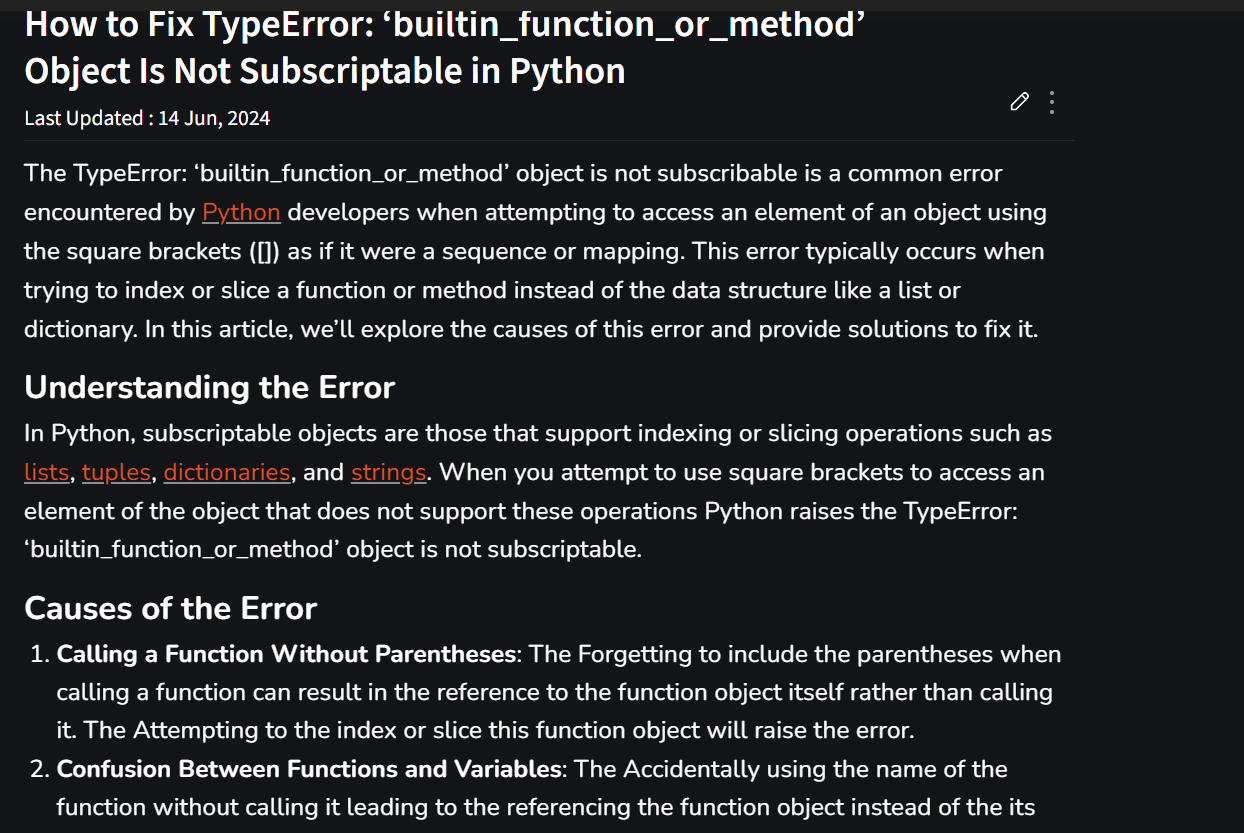 How to Fix TypeError: ‘builtin_function_or_method’
Object Is Not Subscriptable in Python
Last Updated : 14 Jun, 2024
The TypeError: ‘builtin_function_or_method’ object is not subscribable is a common error
encountered by Python developers when attempting to access an element of an object using
the square brackets ([]) as if it were a sequence or mapping. This error typically occurs when
trying to index or slice a function or method instead of the data structure like a list or
dictionary. In this article, we’ll explore the causes of this error and provide solutions to fix it.
Understanding the Error
In Python, subscriptable objects are those that support indexing or slicing operations such as
lists, tuples, dictionaries, and strings. When you attempt to use square brackets to access an
element of the object that does not support these operations Python raises the TypeError:
‘builtin_function_or_method’ object is not subscriptable.
Causes of the Error
1. Calling a Function Without Parentheses: The Forgetting to include the parentheses when
calling a function can result in the reference to the function object itself rather than calling
it. The Attempting to the index or slice this function object will raise the error.
2. Confusion Between Functions and Variables: The Accidentally using the name of the
function without calling it leading to the referencing the function object instead of the its